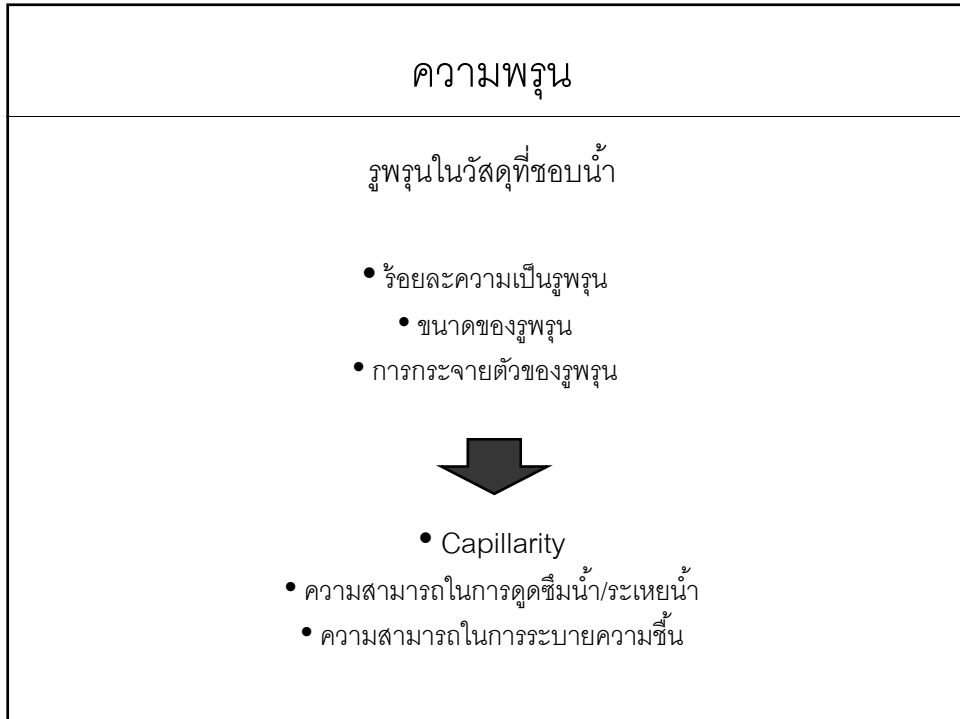 ความพรุน
รูพรุนในวัสดุที่ชอบน้ำ
• ร้อยละความเป็นรูพรุน
• ขนาดของรูพรุน
• การกระจายตัวของรูพรุน
• Capillarity
• ความสามารถในการดูดซึมน้ำ/ระเหยน้ำ
• ความสามารถในการระบายความชื้น